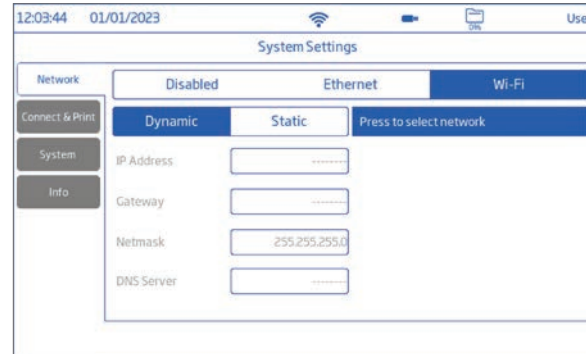 12:03:44 01/01/2023 0% Use
System Settings
Network Disabled Ethernet Wi-Fi
Connect & Print Dynamic Static Press to select network
System IP Address --------
Info Gateway --------
Netmask 255.255.255.0
DNS Server --------